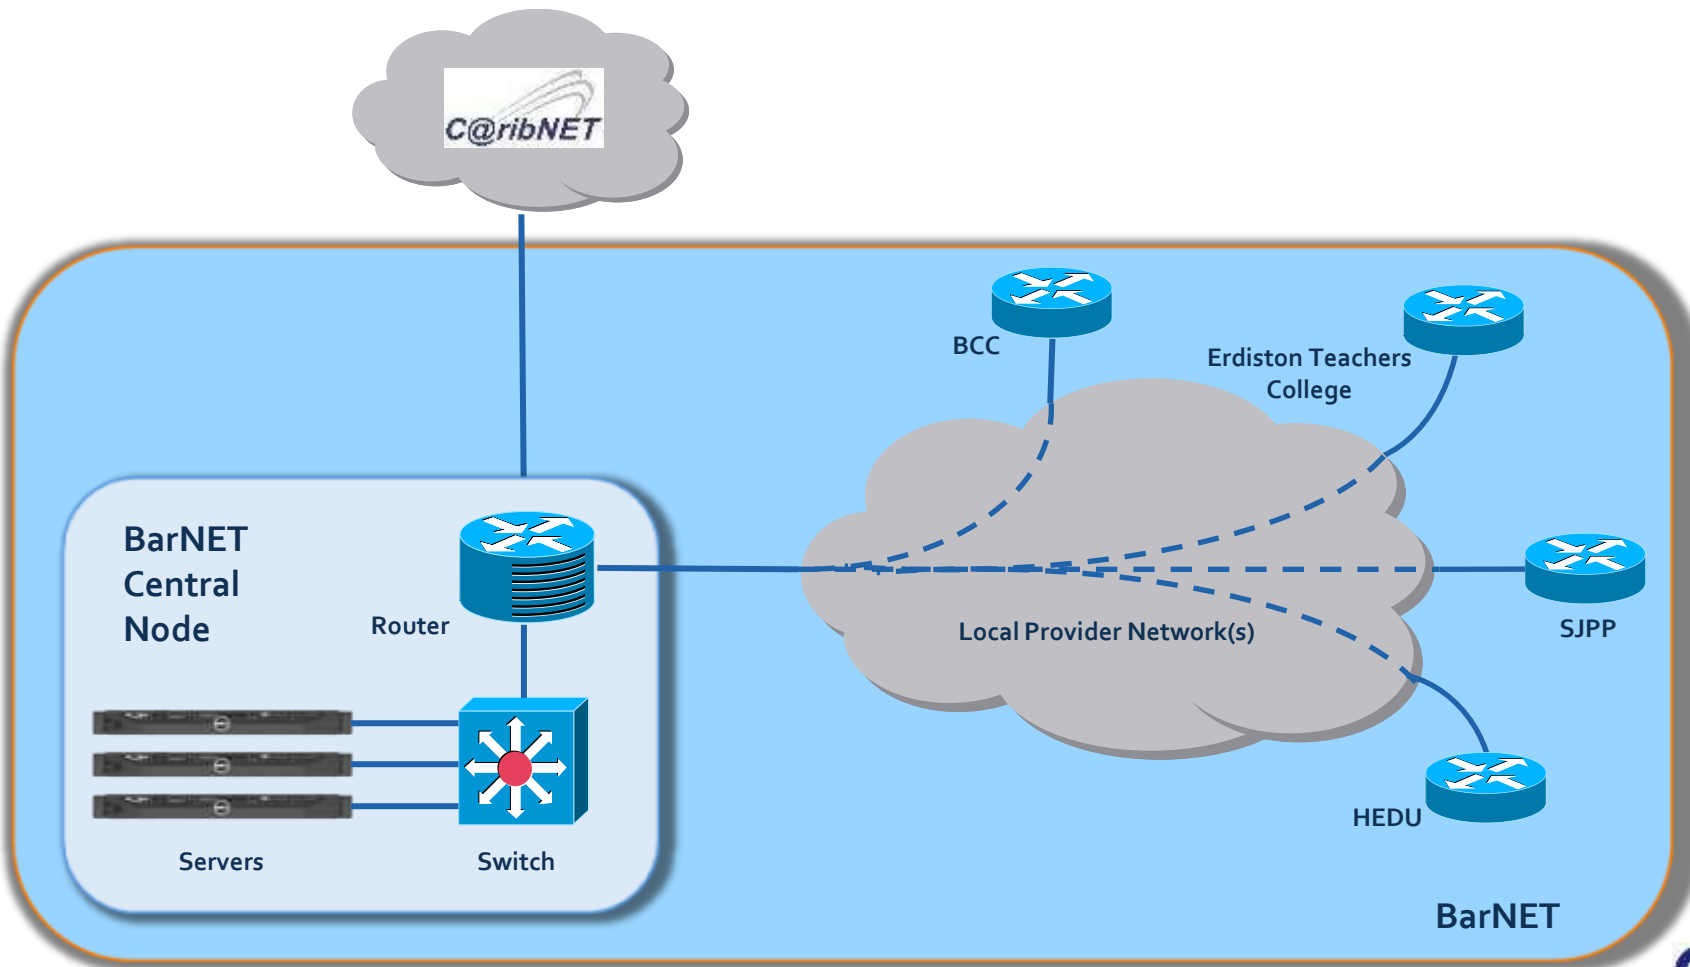 C@ribNET
BCC
Erdiston Teachers
College
BarNET
Central
Node
Router
Local Provider Network(s)
SJPP
Servers
Switch
HEDU
BarNET